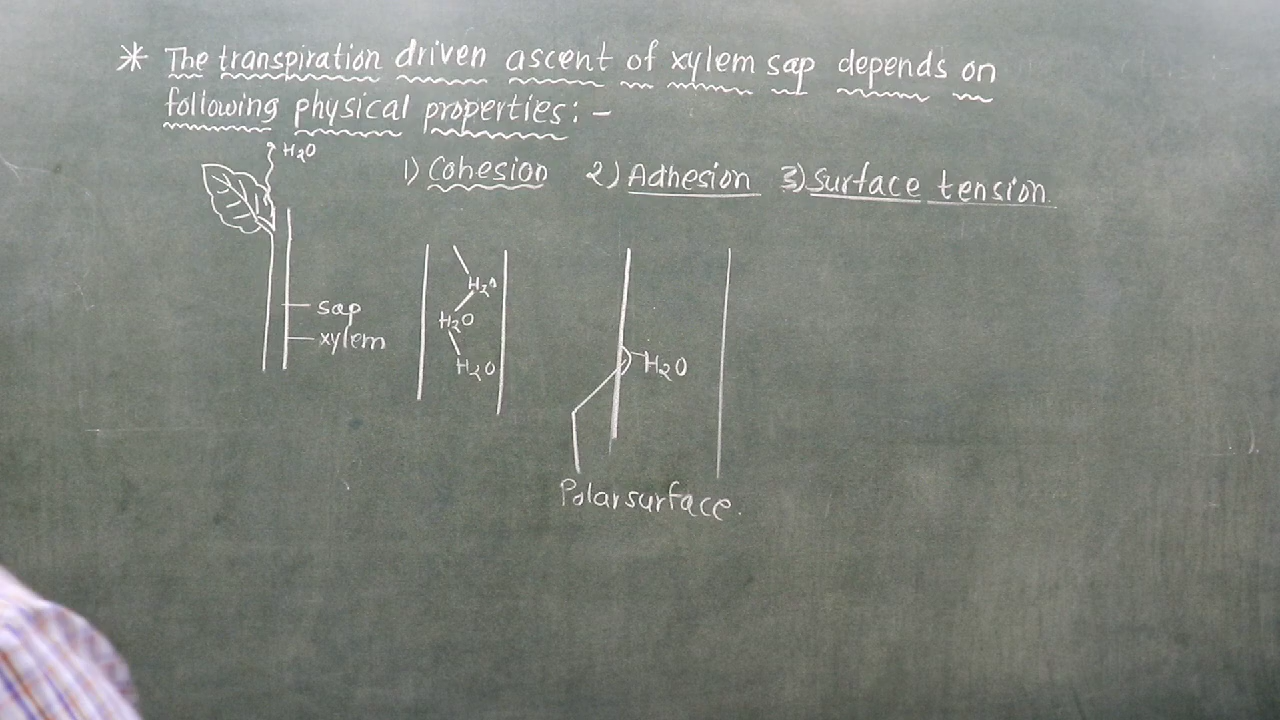 * The transpiration driven ascent of xylem sap depends on
following physical properties:-
H₂O
1) Cohesion 2) Adhesion 3) Surface tension.
sap
xylem
H₂O
H₂O
H₂O
H₂O
Polar surface.